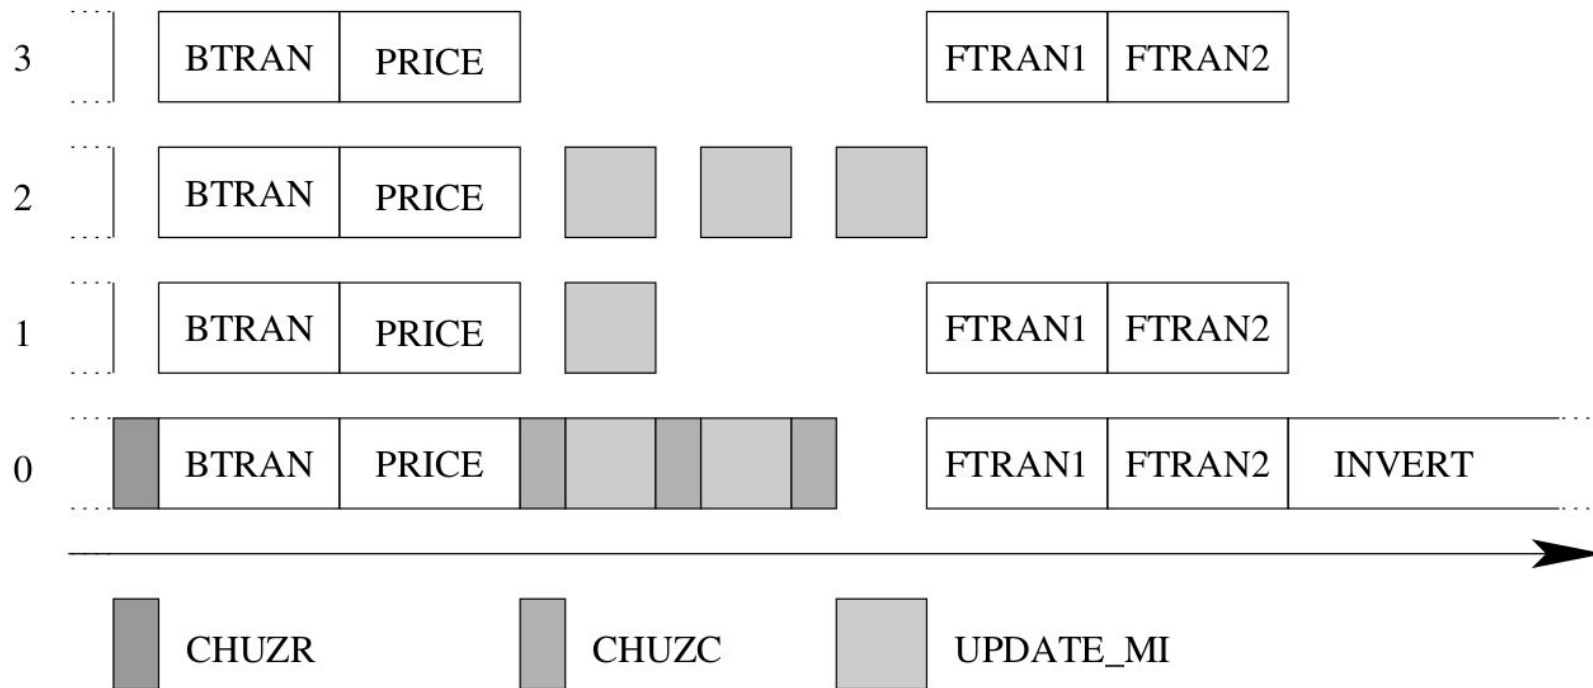 3 BTRAN PRICE FTRAN1 FTRAN2
2 BTRAN PRICE
1 BTRAN PRICE FTRAN1 FTRAN2
0 BTRAN PRICE FTRAN1 FTRAN2 INVERT
CHUZR CHUZC UPDATE_MI